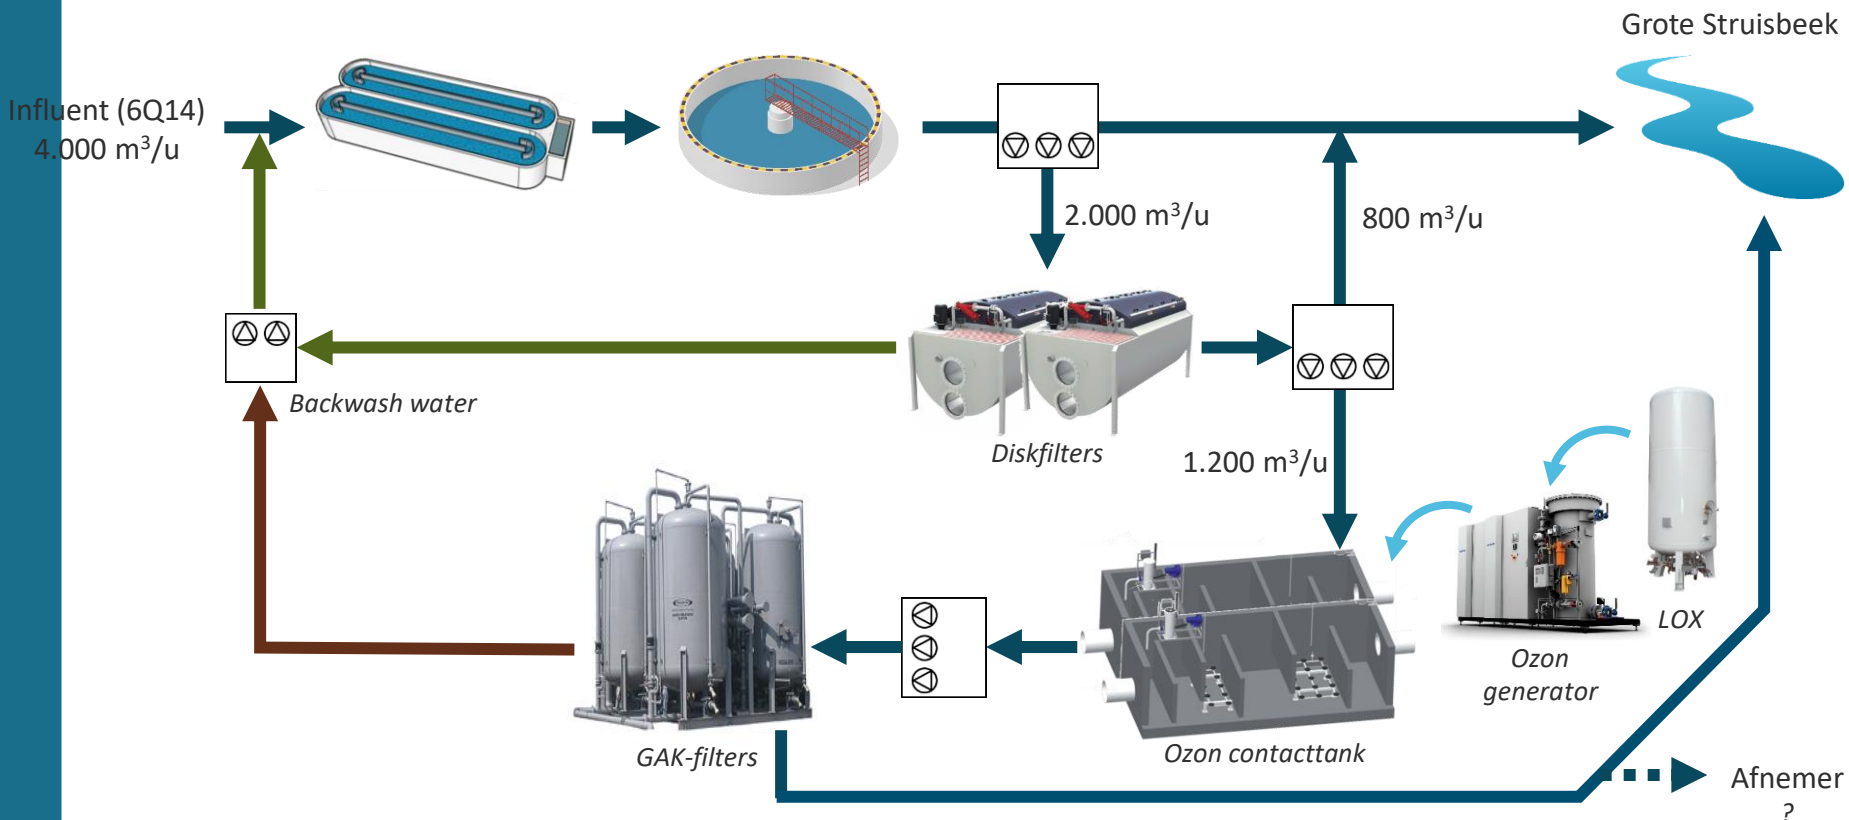 Grote Struisbeek
Influent (6Q14)
4.000 m³/u
2.000 m³/u
800 m³/u
Backwash water
Diskfilters
1.200 m³/u
LOX
Ozon
generator
GAK-filters
Ozon contacttank
Afnemer
?